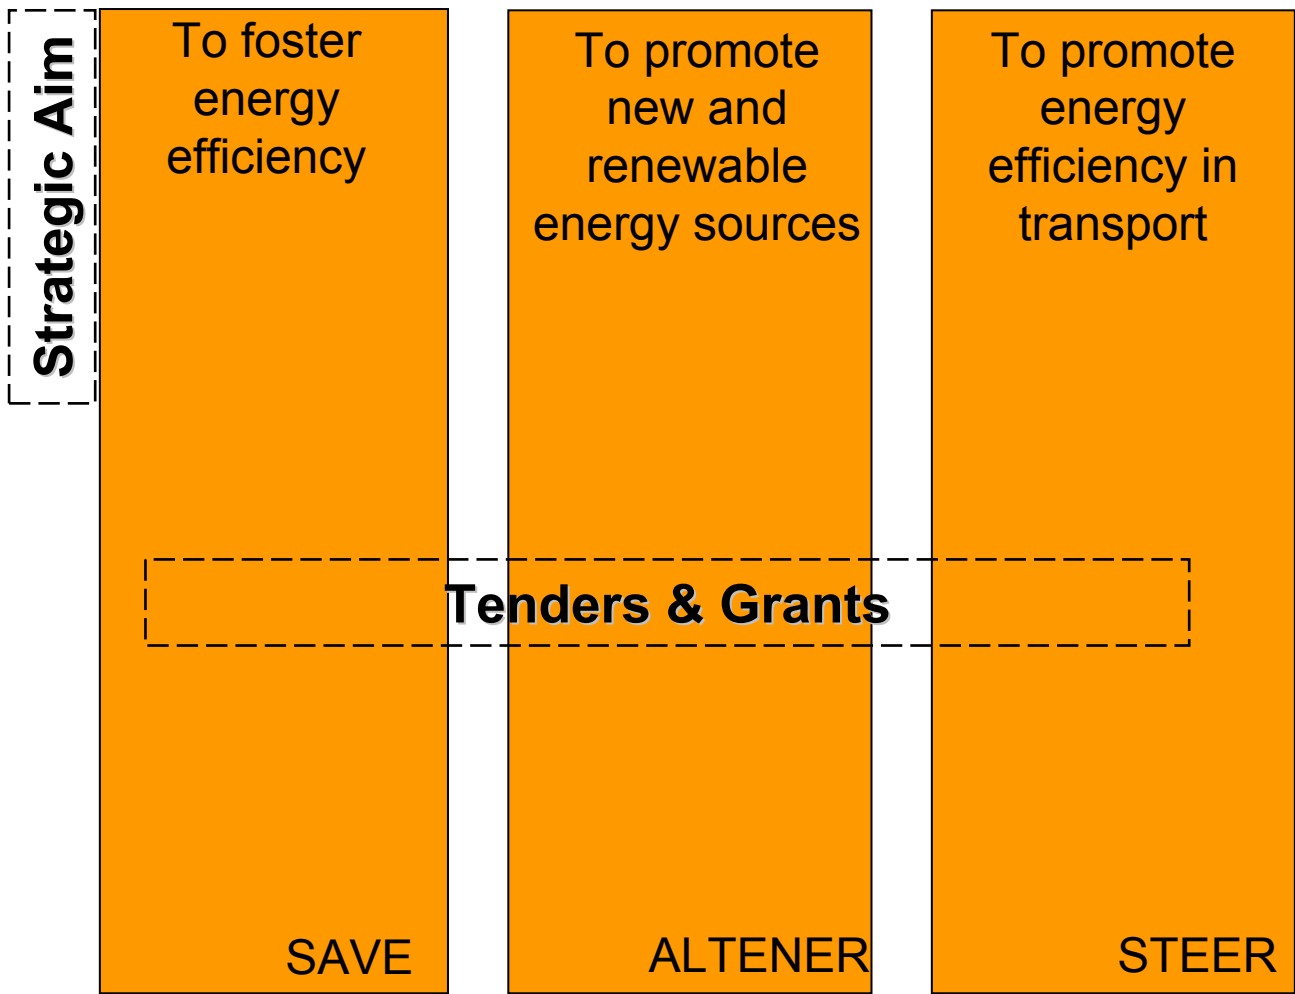 Strategic Aim
To foster
energy
efficiency
To promote
new and
renewable
energy sources
To promote
energy
efficiency in
transport
Tenders & Grants
SAVE
ALTENER
STEER